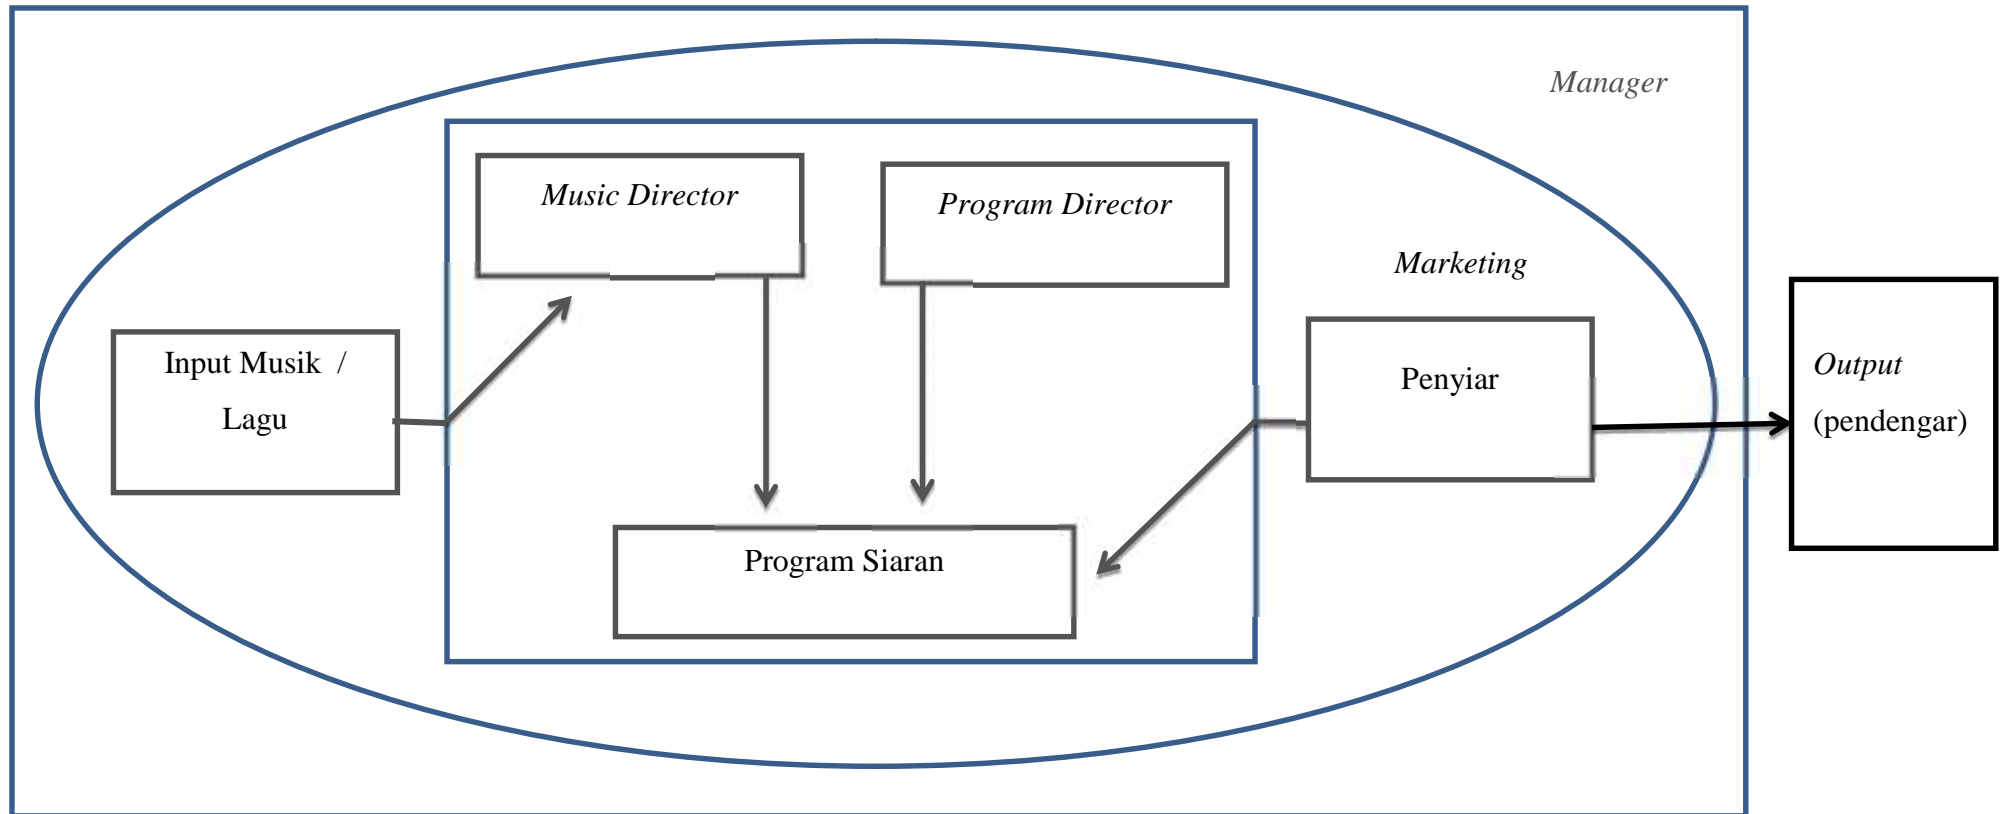 Manager
Music Director
Program Director
Marketing
Input Musik /
Lagu
Penyiar
Output
(pendengar)
Program Siaran